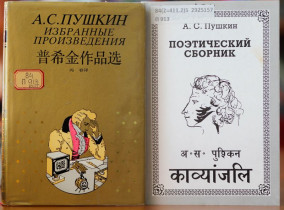 А.С.ПУШКИН
ИЗБРАННЫЕ
ПРОИЗВЕДЕНИЯ
普希金作品选
А. С. Пушкин
ПОЭТИЧЕСКИЙ
СБОРНИК
अ॰ स॰ पुश्किन
काव्यांजलि